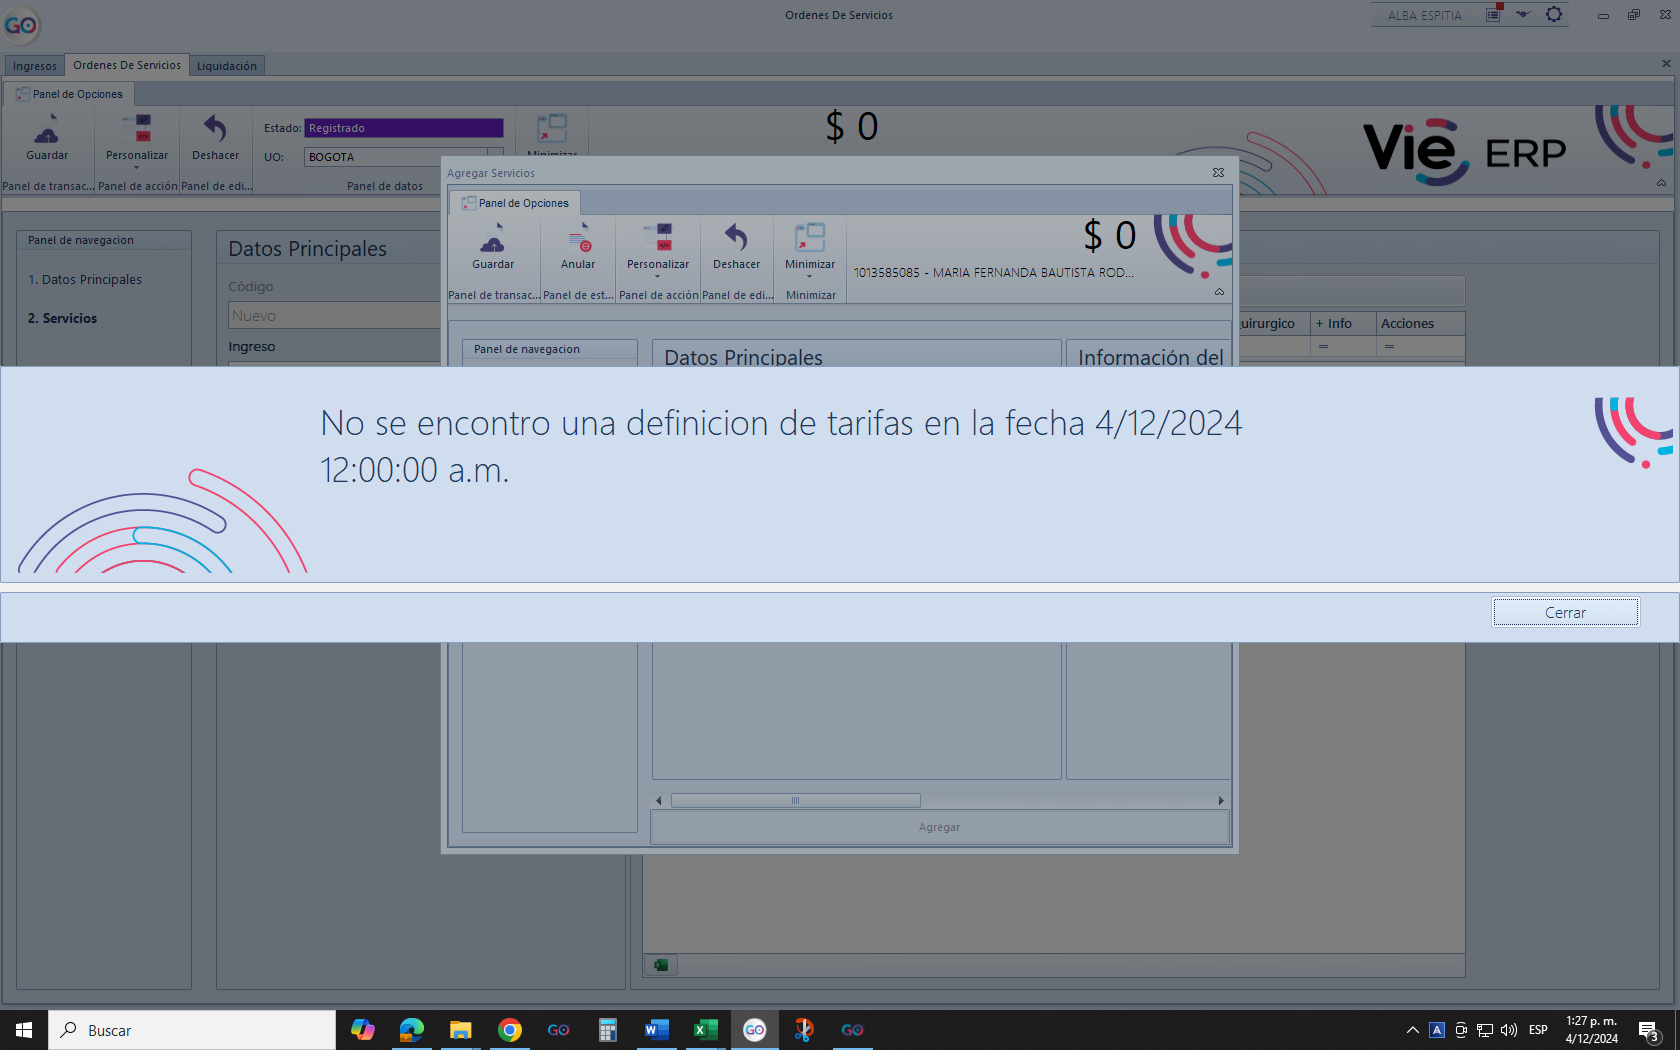 GO
Ordenes De Servicios
ALBA ESPITIA
Ingresos
Ordenes De Servicios
Liquidación
Panel de Opciones
Guardar
Personalizar
Deshacer
Estado:
Registrado
UO:
BOGOTA
Minimizar
$ 0
Vie ERP
Panel de transac...
Panel de acción
Panel de edi...
Panel de datos
Agregar Servicios
Panel de Opciones
Guardar
Anular
Personalizar
Deshacer
Minimizar
$ 0
1013585085 - MARIA FERNANDA BAUTISTA ROD...
Panel de transac...
Panel de est...
Panel de acción
Panel de edi...
Minimizar
Panel de navegacion
1. Datos Principales
2. Servicios
Datos Principales
Código
Nuevo
Ingreso
uirurgico
+ Info
Acciones
=
=
Panel de navegacion
Datos Principales
Información del
No se encontro una definicion de tarifas en la fecha 4/12/2024
12:00:00 a.m.
Cerrar
Agregar
Buscar
GO
GO
GO
ESP
1:27 p. m.
4/12/2024
3